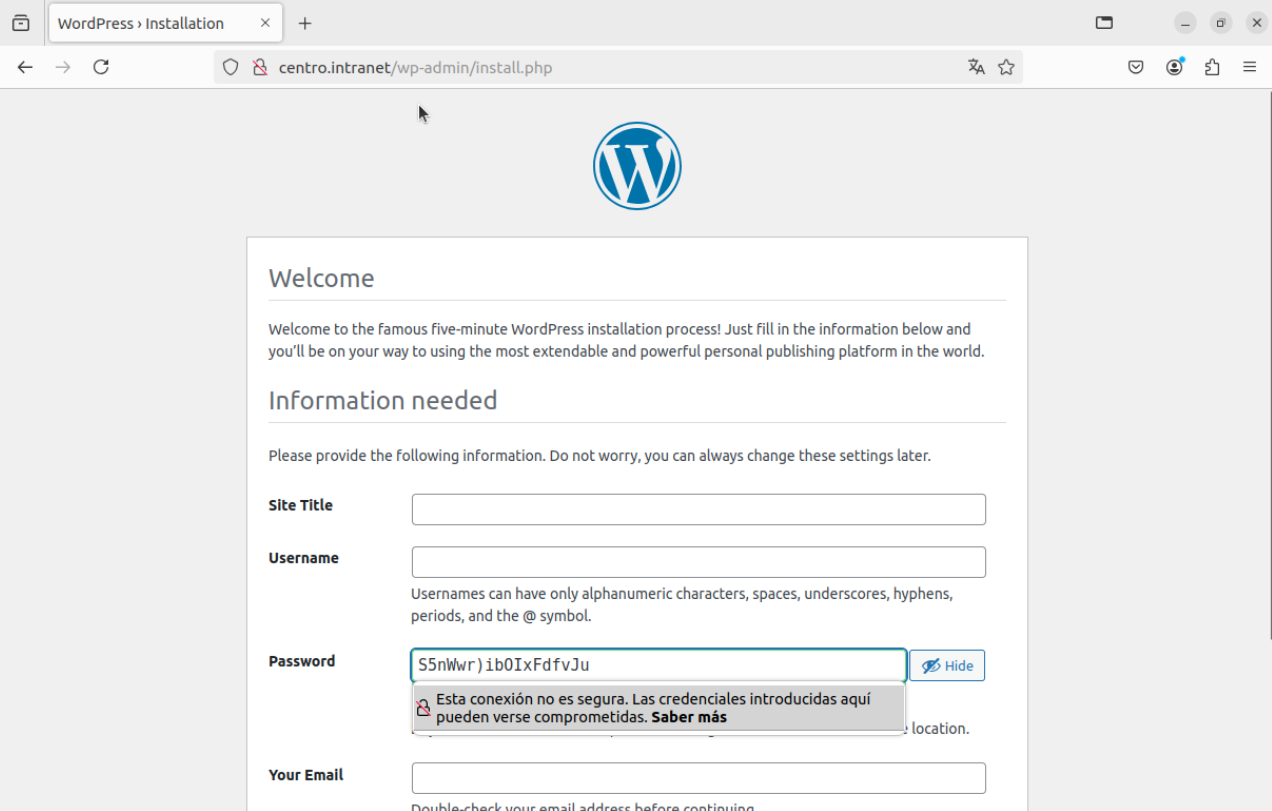 WordPress › Installation
centro.intranet/wp-admin/install.php
Welcome
Welcome to the famous five-minute WordPress installation process! Just fill in the information below and
you’ll be on your way to using the most extendable and powerful personal publishing platform in the world.
Information needed
Please provide the following information. Do not worry, you can always change these settings later.
Site Title
Username
Usernames can have only alphanumeric characters, spaces, underscores, hyphens,
periods, and the @ symbol.
Password
S5nWwr)ibOIxFdfvJu
Hide
Esta conexión no es segura. Las credenciales introducidas aquí
pueden verse comprometidas. Saber más
location.
Your Email
Double-check your email address before continuing.